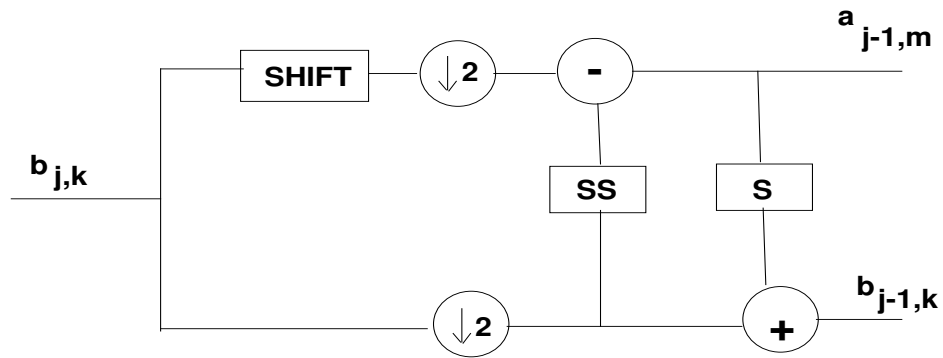 a j-1,m
SHIFT
↓2
-
b j,k
SS
S
b j-1,k
↓2
+